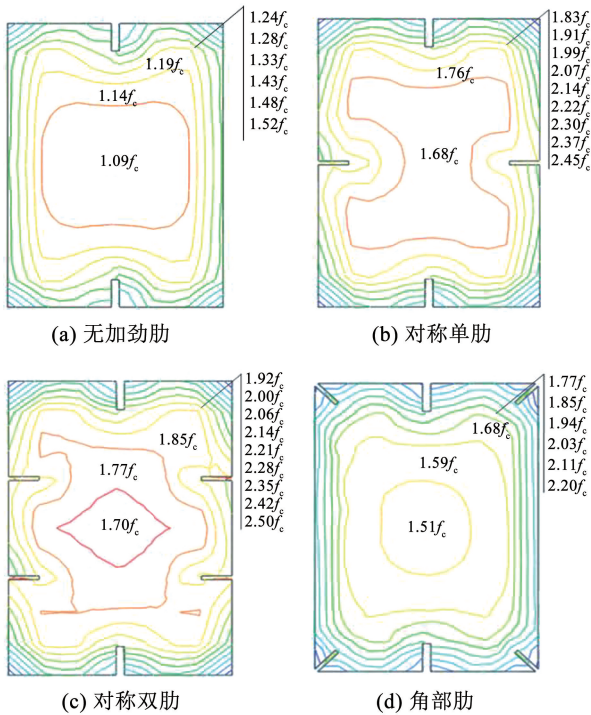 1.24fc
1.28fc
1.33fc
1.43fc
1.48fc
1.52fc
1.19fc
1.14fc
1.09fc
(a) 无加劲肋
1.83fc
1.91fc
1.99fc
2.07fc
2.14fc
2.22fc
2.30fc
2.37fc
2.45fc
1.76fc
1.68fc
(b) 对称单肋
1.92fc
2.00fc
2.06fc
2.14fc
2.21fc
2.28fc
2.35fc
2.42fc
2.50fc
1.85fc
1.77fc
1.70fc
(c) 对称双肋
1.77fc
1.85fc
1.94fc
2.03fc
2.11fc
2.20fc
1.68fc
1.59fc
1.51fc
(d) 角部肋